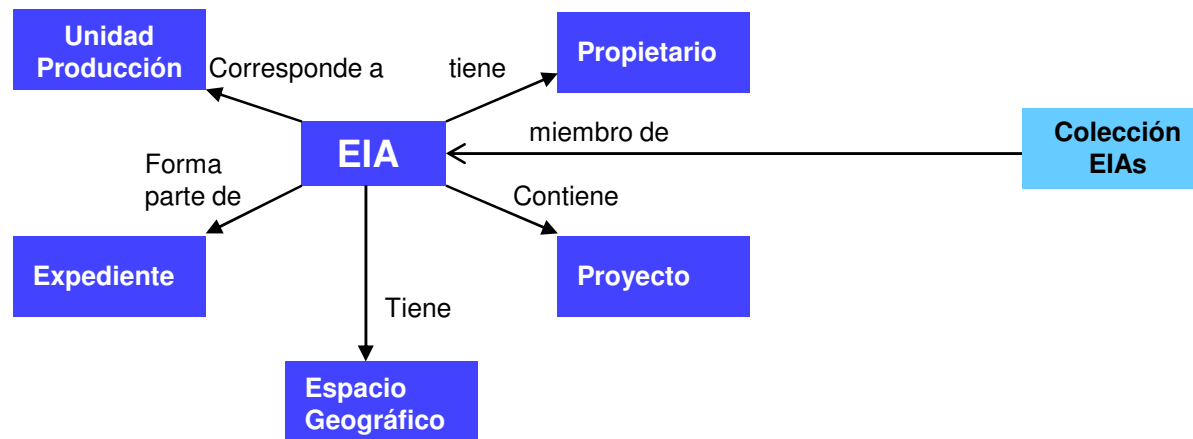 Unidad
Producción
Corresponde a
tiene
Propietario
EIA
miembro de
Colección
EIAs
Forma
parte de
Contiene
Expediente
Proyecto
Tiene
Espacio
Geográfico